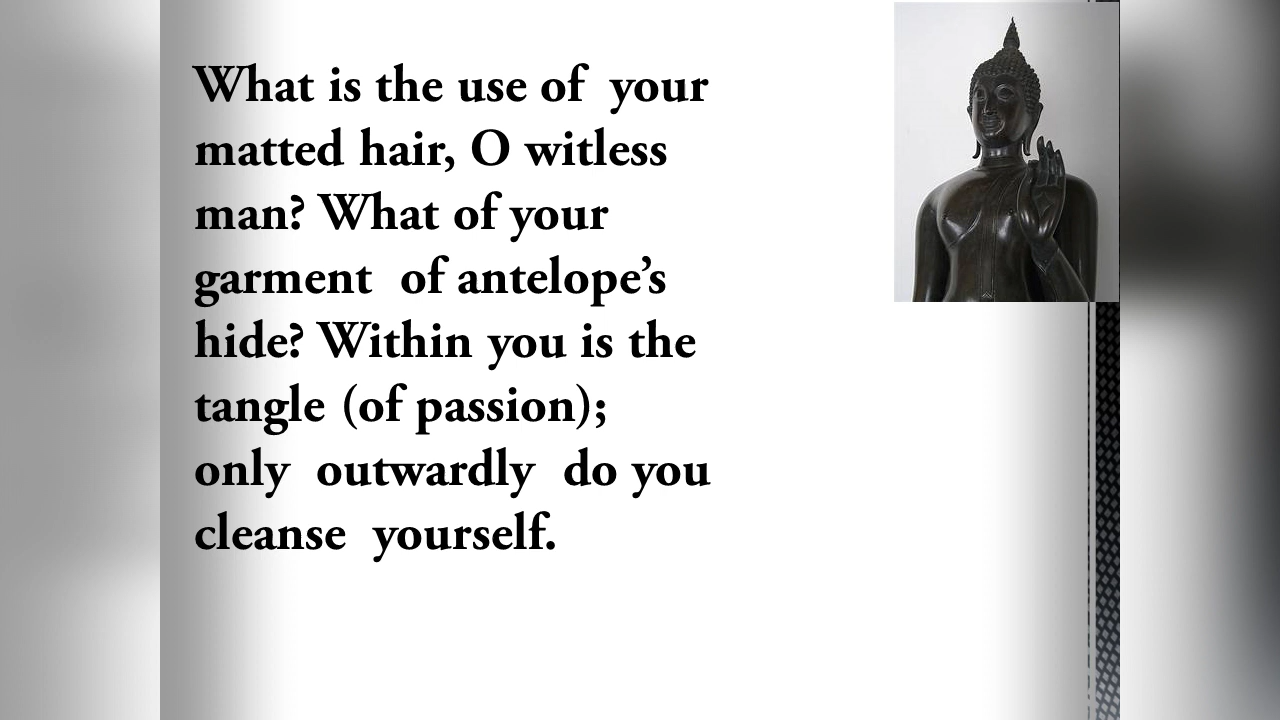 What is the use of your
matted hair, O witless
man? What of your
garment of antelope’s
hide? Within you is the
tangle (of passion);
only outwardly do you
cleanse yourself.